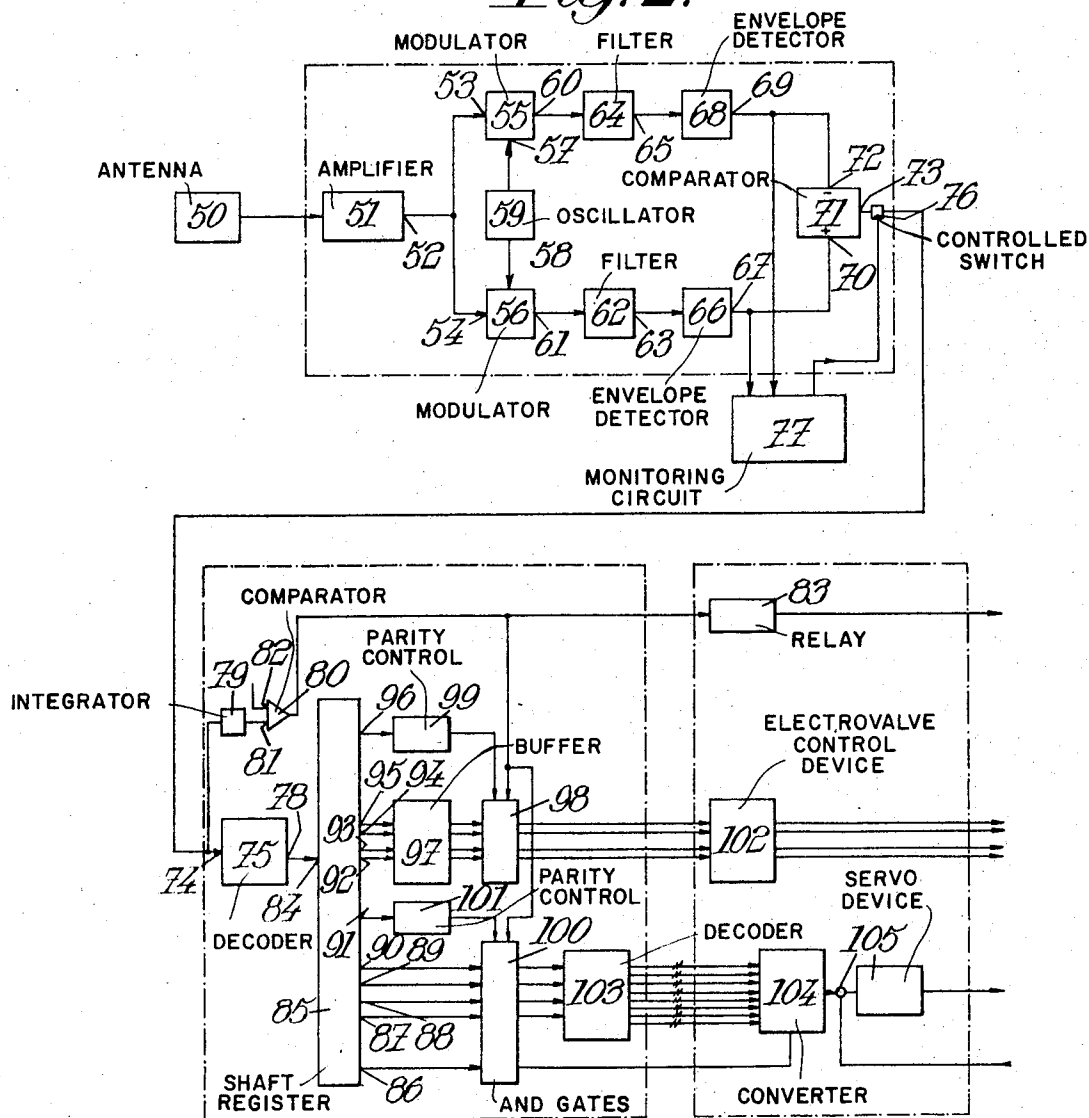 Fig. 2.
ENVELOPE
DETECTOR
MODULATOR
FILTER
53
60
69
55
64
68
57
65
72
ANTENNA
AMPLIFIER
COMPARATOR
73
76
50
51
59
OSCILLATOR
71
52
58
CONTROLLED
SWITCH
FILTER
67
70
56
62
66
54
61
63
MODULATOR
ENVELOPE
DETECTOR
77
MONITORING
CIRCUIT
COMPARATOR
83
PARITY
CONTROL
RELAY
82
80
79
96
99
INTEGRATOR
81
BUFFER
ELECTROVALVE
CONTROL
DEVICE
95
94
98
78
93
97
102
75
92
74
84
101
PARITY
CONTROL
SERVO
DEVICE
DECODER
91
100
DECODER
90
89
105
103
104
105
85
88
87
86
SHAFT
REGISTER
AND GATES
CONVERTER